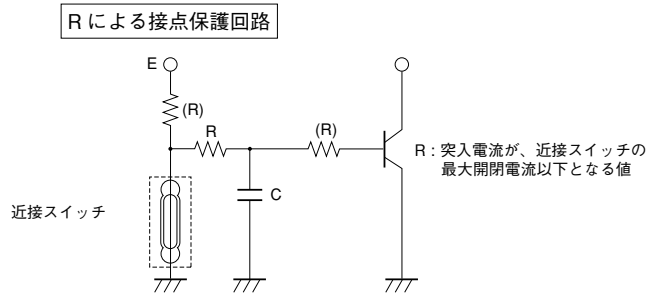 Rによる接点保護回路
E
(R)
R
(R)
C
R:突入電流が、近接スイッチの
最大開閉電流以下となる値
近接スイッチ